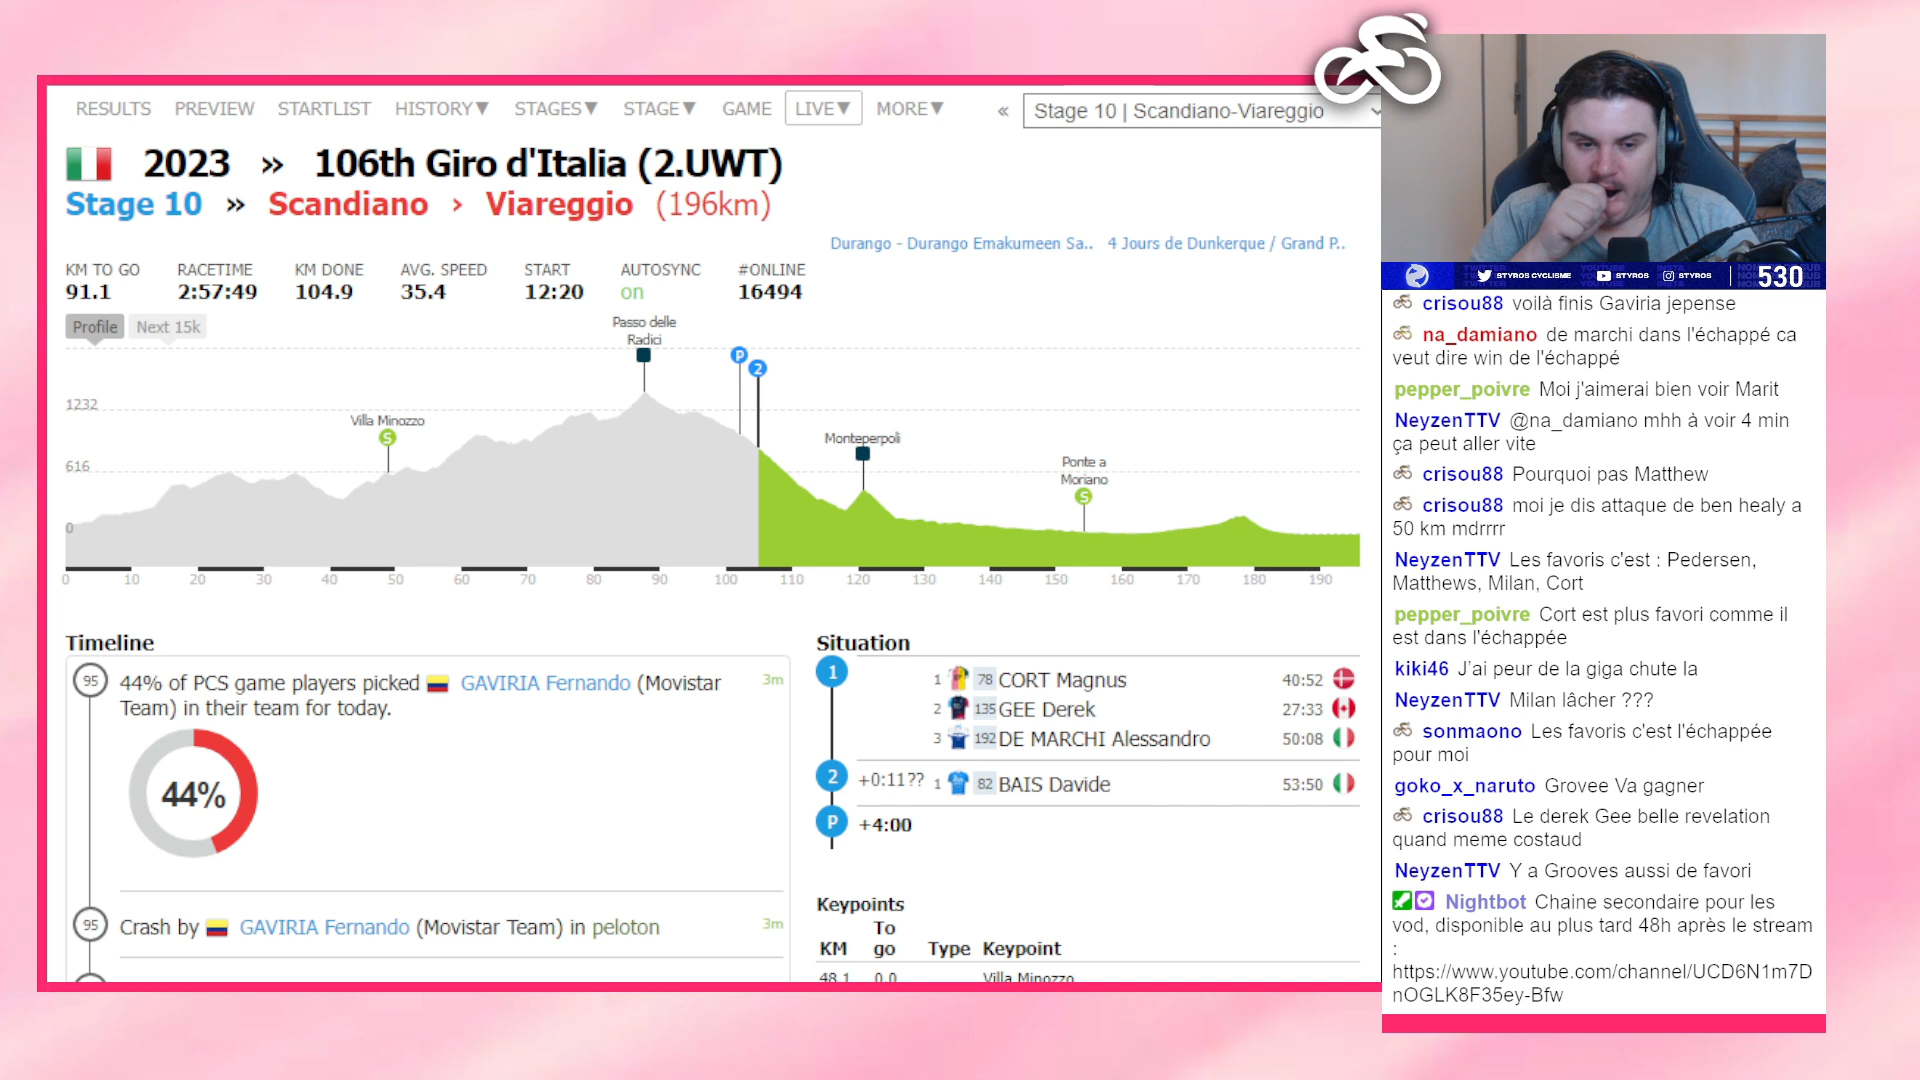 RESULTS PREVIEW STARTLIST HISTORY▼ STAGES▼ STAGE▼ GAME LIVE▼ MORE▼ « Stage 10 | Scandiano-Viareggio
2023 » 106th Giro d'Italia (2.UWT)
Stage 10 » Scandiano › Viareggio (196km)
Durango - Durango Emakumeen Sa.. 4 Jours de Dunkerque / Grand P..
KM TO GO RACETIME KM DONE AVG. SPEED START AUTOSYNC #ONLINE
91.1 2:57:49 104.9 35.4 12:20 on 16494
Profile Next 15k
Passo delle
Radici
P
2
1232
Villa Minozzo
S
Monteperpoli
616
Ponte a
Moriano
S
0
0 10 20 30 40 50 60 70 80 90 100 110 120 130 140 150 160 170 180 190
Timeline
95 44% of PCS game players picked GAVIRIA Fernando (Movistar 3m
Team) in their team for today.
44%
95 Crash by GAVIRIA Fernando (Movistar Team) in peloton 3m
Situation
1
1 78 CORT Magnus 40:52
2 135 GEE Derek 27:33
3 192 DE MARCHI Alessandro 50:08
2 +0:11?? 1 82 BAIS Davide 53:50
P +4:00
Keypoints
To
KM go Type Keypoint
48.1 0.0 Villa Minozzo
STYROS CYCLISME STYROS STYROS 530
crisou88 voilà finis Gaviria jepense
na_damiano de marchi dans l'échappé ca
veut dire win de l'échappé
pepper_poivre Moi j'aimerai bien voir Marit
NeyzenTTV @na_damiano mhh à voir 4 min
ça peut aller vite
crisou88 Pourquoi pas Matthew
crisou88 moi je dis attaque de ben healy a
50 km mdrrrr
NeyzenTTV Les favoris c'est : Pedersen,
Matthews, Milan, Cort
pepper_poivre Cort est plus favori comme il
est dans l'échappée
kiki46 J'ai peur de la giga chute la
NeyzenTTV Milan lâcher ???
sonmaono Les favoris c'est l'échappée
pour moi
goko_x_naruto Grovee Va gagner
crisou88 Le derek Gee belle revelation
quand meme costaud
NeyzenTTV Y a Grooves aussi de favori
Nightbot Chaine secondaire pour les
vod, disponible au plus tard 48h après le stream
:
https://www.youtube.com/channel/UCD6N1m7D
nOGLK8F35ey-Bfw